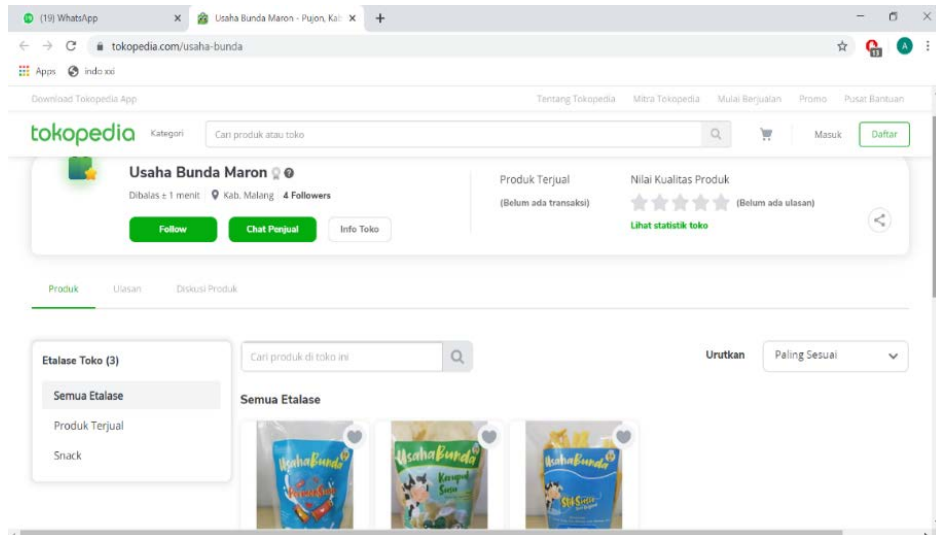 (19) WhatsApp
Usaha Bunda Maron - Pujon, Kab
tokopedia.com/usaha-bunda
Apps indo xxi
Download Tokopedia App Tentang Tokopedia Mitra Tokopedia Mulai Berjualan Promo Pusat Bantuan
tokopedia Kategori Cari produk atau toko Masuk Daftar
Usaha Bunda Maron
Dibalas ± 1 menit Kab. Malang 4 Followers
Follow Chat Penjual Info Toko
Produk Terjual
(Belum ada transaksi)
Nilai Kualitas Produk
(Belum ada ulasan)
Lihat statistik toko
Produk Ulasan Diskusi Produk
Etalase Toko (3)
Semua Etalase
Produk Terjual
Snack
Cari produk di toko ini
Urutkan Paling Sesuai
Semua Etalase
UsahaBunda
UsahaBunda
Kerupuk
Susu
UsahaBunda
Stik Susu